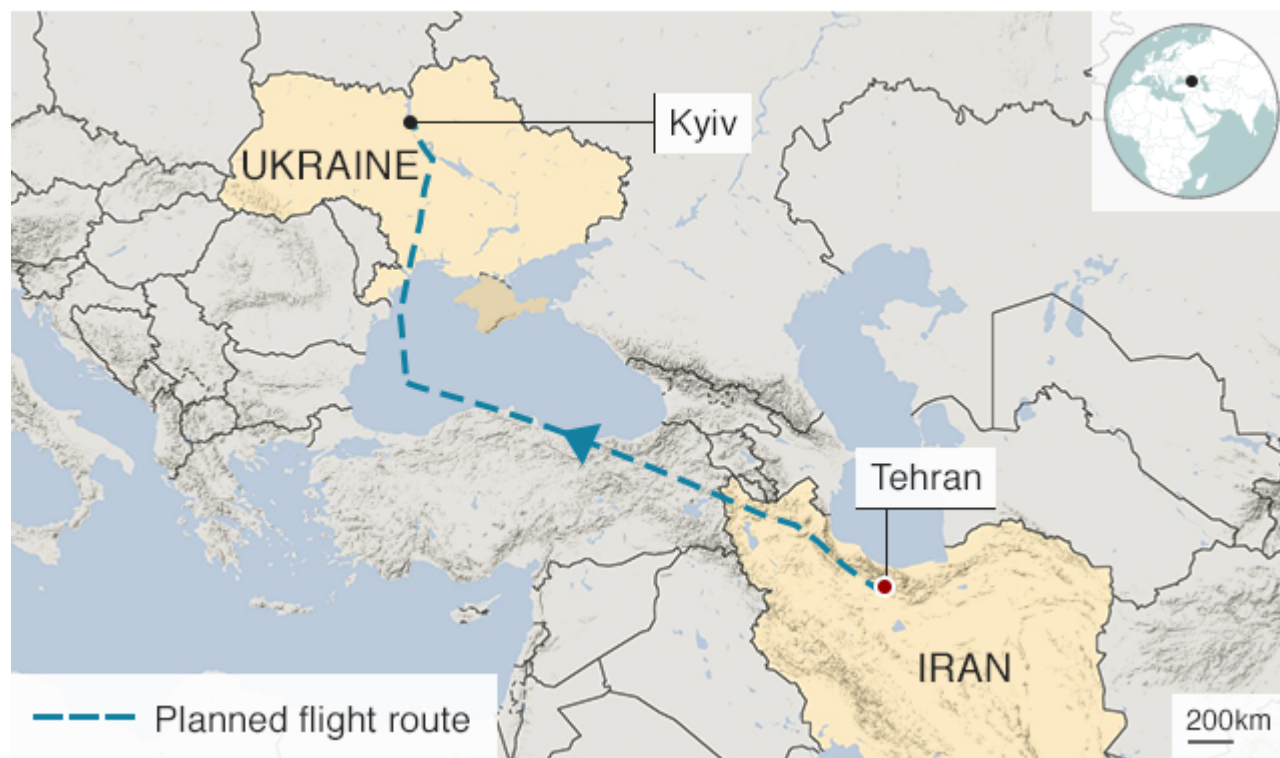 Kyiv
UKRAINE
Tehran
IRAN
Planned flight route
200km